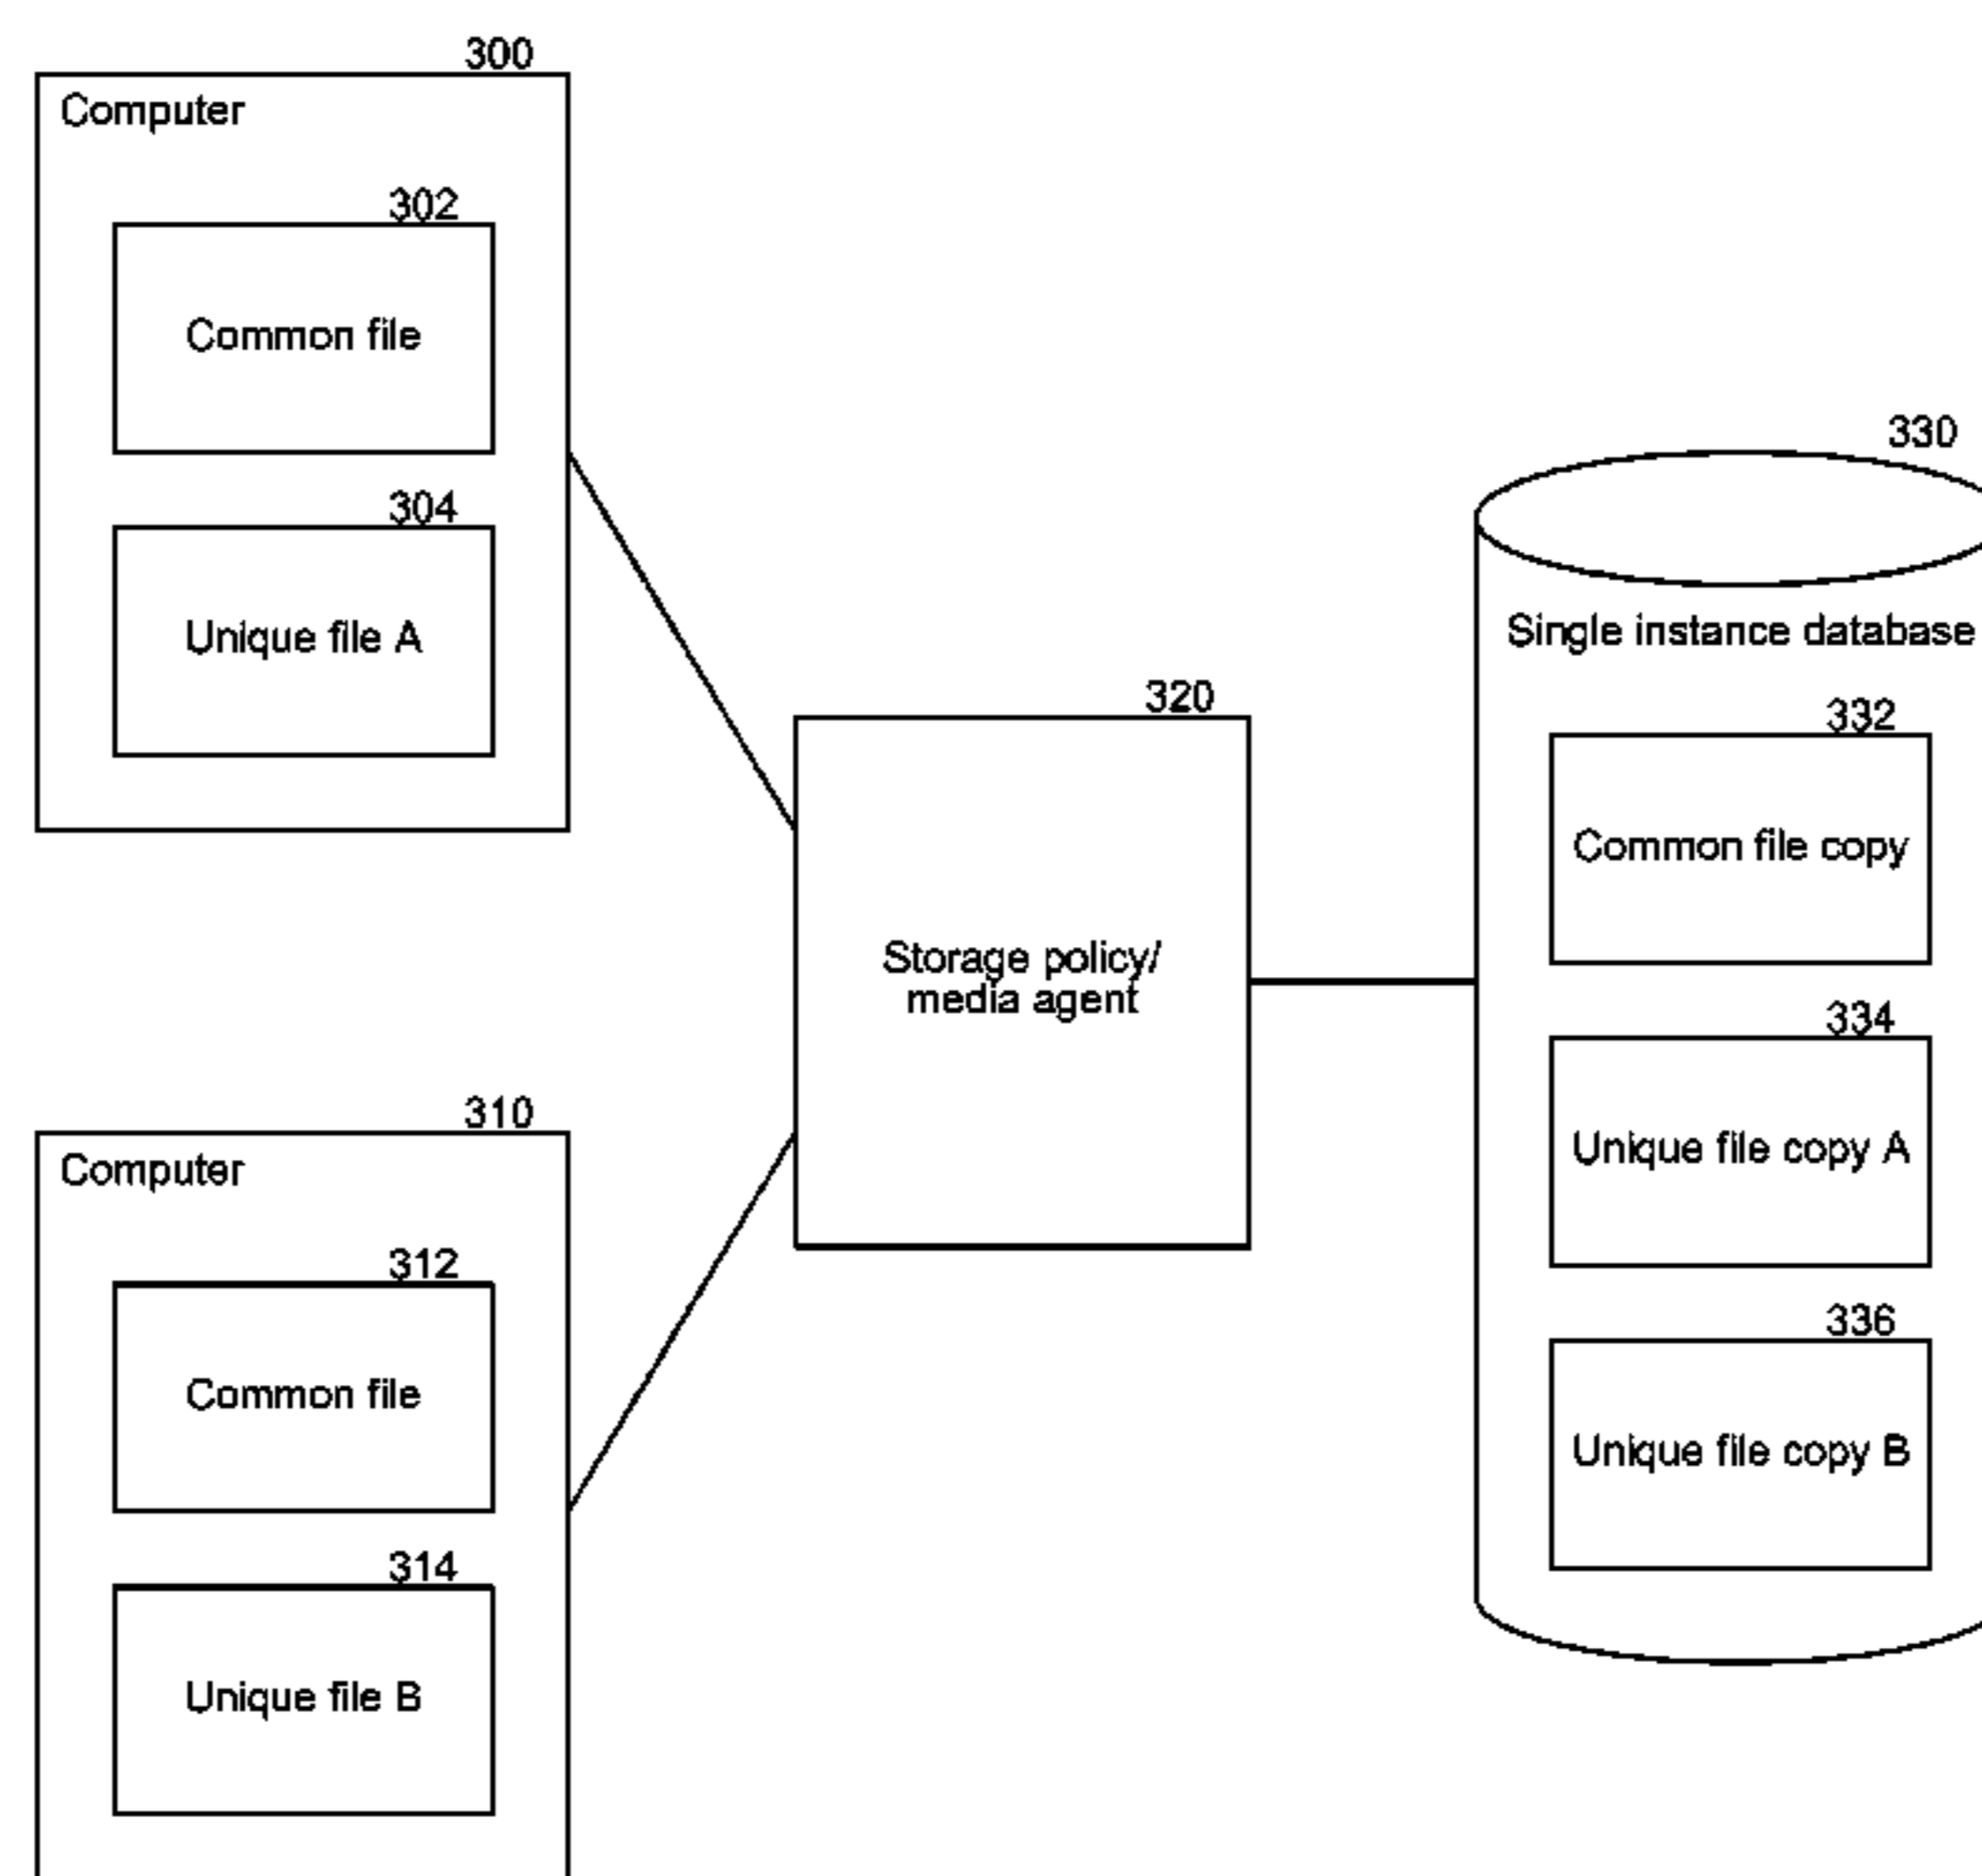 300
Computer
302
Common file
304
Unique file A
310
Computer
312
Common file
314
Unique file B
320
Storage policy/
media agent
330
Single instance database
332
Common file copy
334
Unique file copy A
336
Unique file copy B